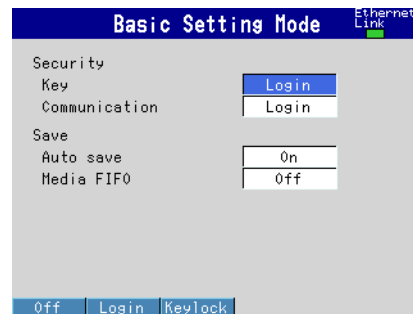 Basic Setting Mode
Ethernet
Link
Security
Key Login
Communication Login
Save
Auto save On
Media FIFO Off
Off Login Keylock